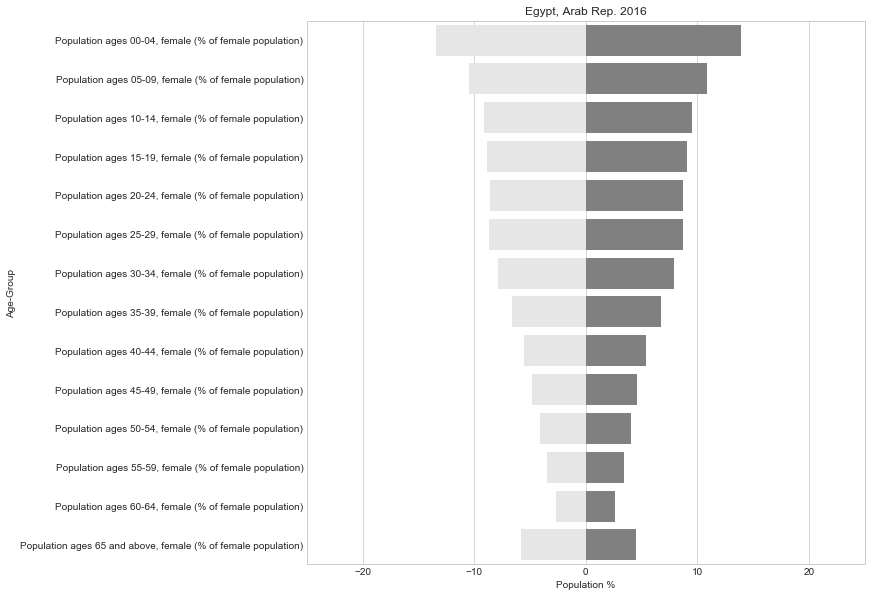 Egypt, Arab Rep. 2016
Population ages 00-04, female (% of female population)
Population ages 05-09, female (% of female population)
Population ages 10-14, female (% of female population)
Population ages 15-19, female (% of female population)
Population ages 20-24, female (% of female population)
Population ages 25-29, female (% of female population)
Population ages 30-34, female (% of female population)
Population ages 35-39, female (% of female population)
Population ages 40-44, female (% of female population)
Population ages 45-49, female (% of female population)
Population ages 50-54, female (% of female population)
Population ages 55-59, female (% of female population)
Population ages 60-64, female (% of female population)
Population ages 65 and above, female (% of female population)
Age-Group
−20 −10 0 10 20
Population %